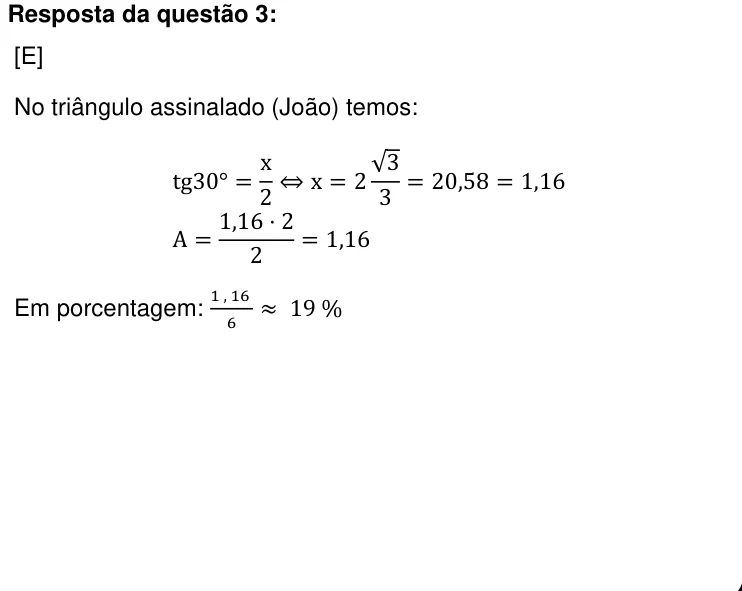 Resposta da questão 3:
[E]
No triângulo assinalado (João) temos:
tg30° = x/2 ⇔ x = 2 √3/3 = 20,58 = 1,16
A = 1,16 · 2/2 = 1,16
Em porcentagem: 1,16/6 ≈ 19 %